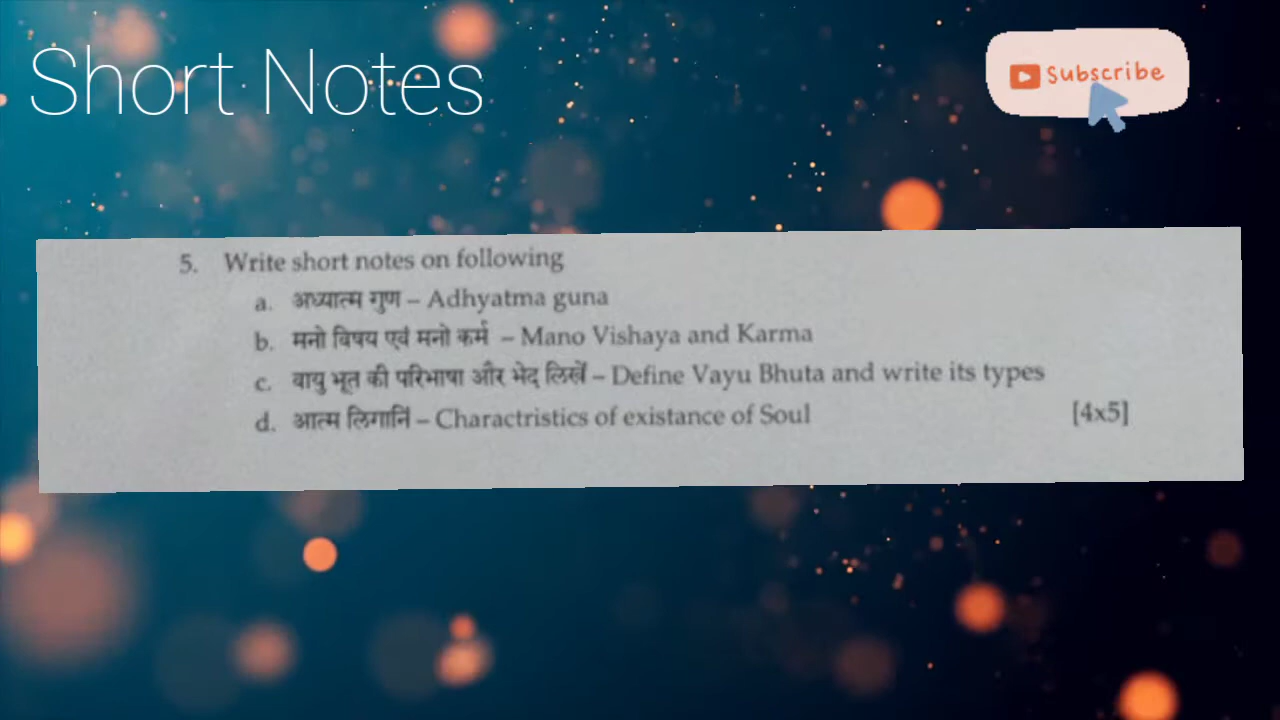 Short Notes
Subscribe
5. Write short notes on following
a. अध्यात्म गुण – Adhyatma guna
b. मनो विषय एवं मनो कर्म – Mano Vishaya and Karma
c. वायु भूत की परिभाषा और भेद लिखें – Define Vayu Bhuta and write its types
d. आत्म लिगानि – Charactristics of existance of Soul [4x5]